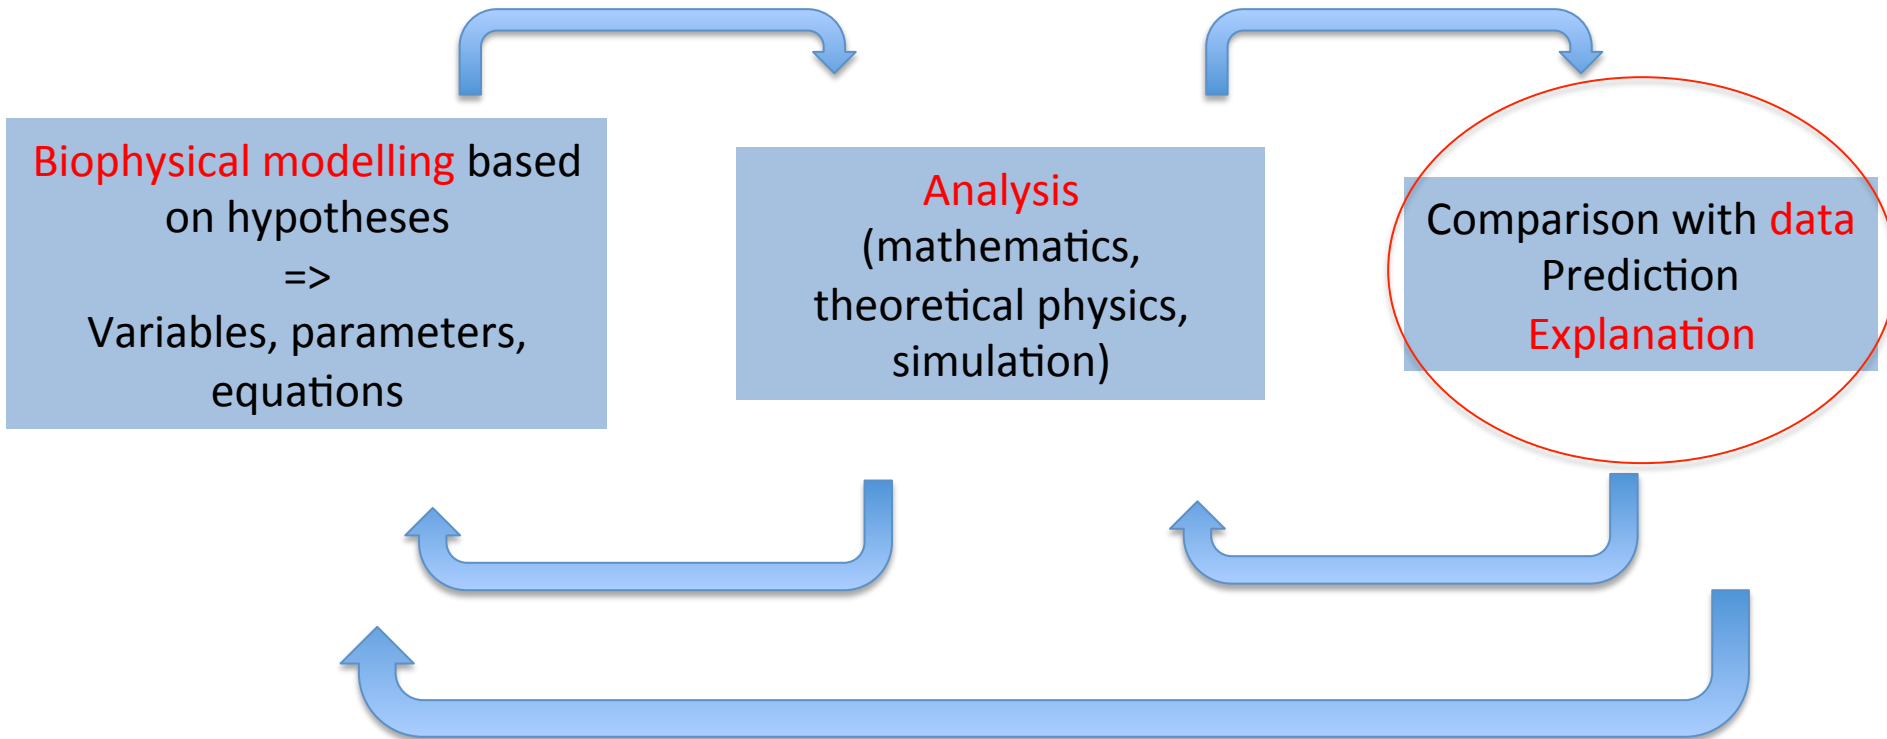 Biophysical modelling based
on hypotheses
=>
Variables, parameters,
equations
Analysis
(mathematics,
theoretical physics,
simulation)
Comparison with data
Prediction
Explanation